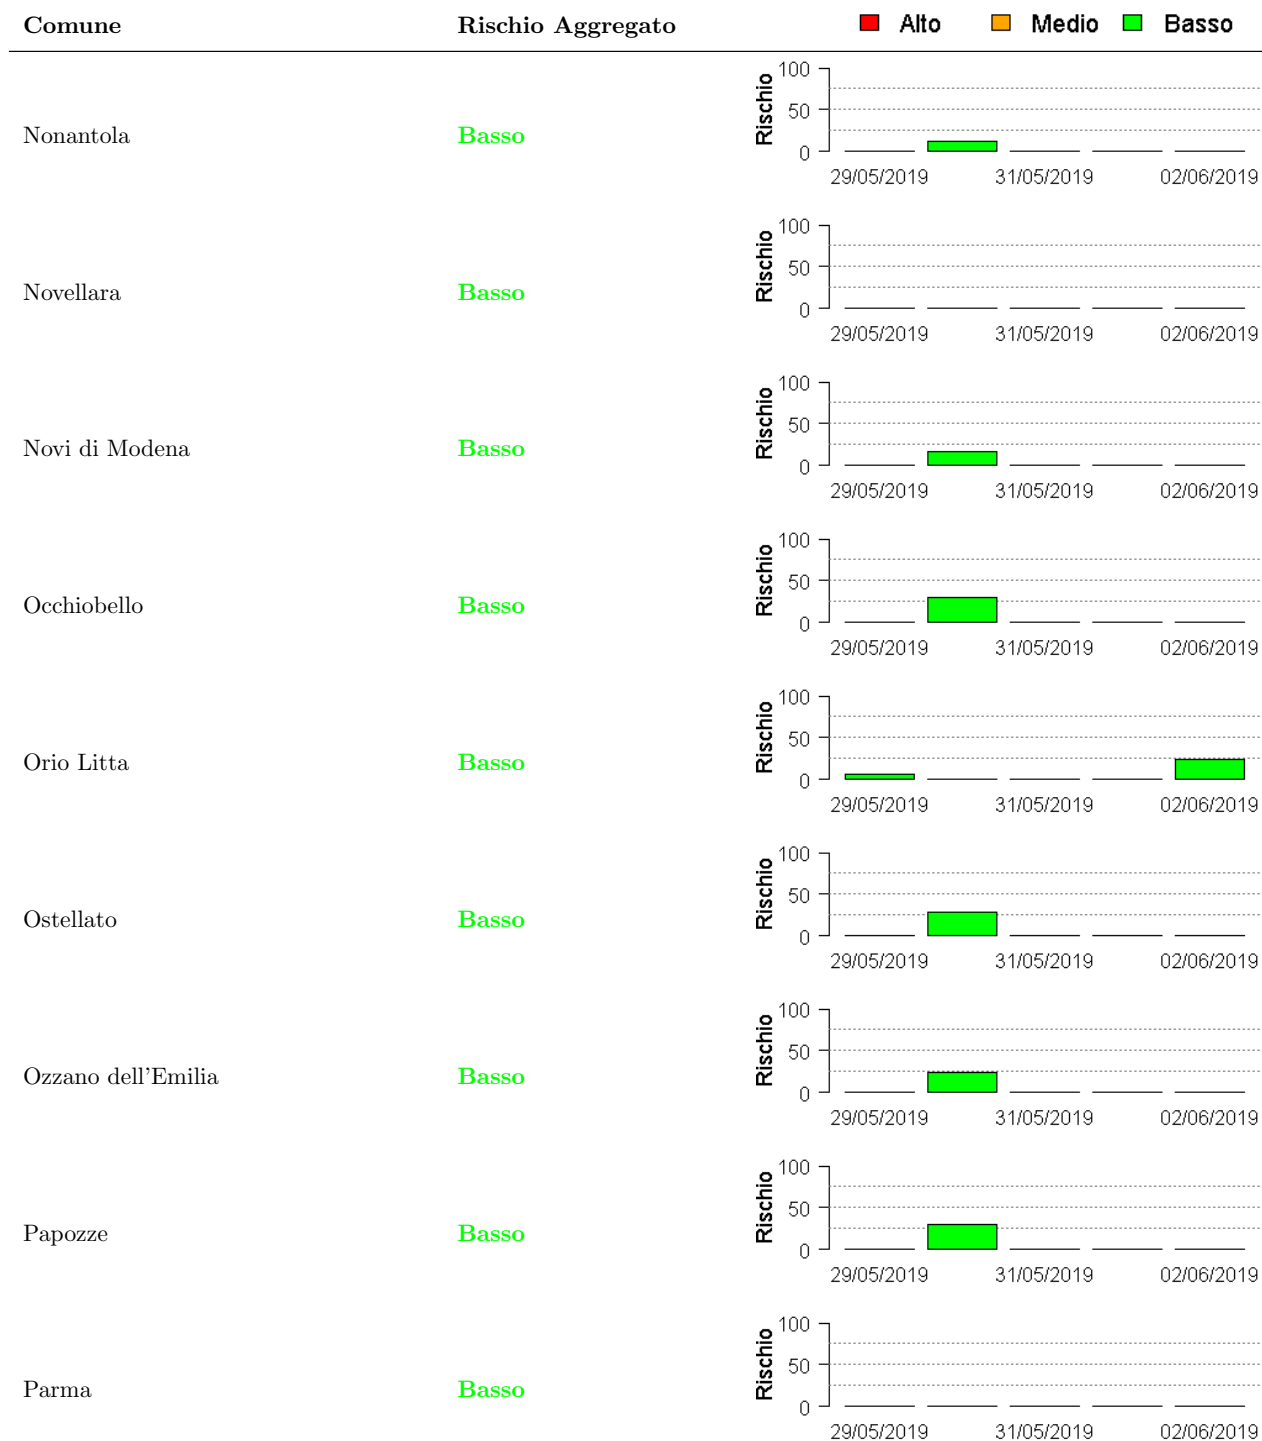 Comune Rischio Aggregato Alto Medio Basso
Nonantola Basso Rischio 100 50 0
29/05/2019 31/05/2019 02/06/2019
Novellara Basso Rischio 100 50 0
29/05/2019 31/05/2019 02/06/2019
Novi di Modena Basso Rischio 100 50 0
29/05/2019 31/05/2019 02/06/2019
Occhiobello Basso Rischio 100 50 0
29/05/2019 31/05/2019 02/06/2019
Orio Litta Basso Rischio 100 50 0
29/05/2019 31/05/2019 02/06/2019
Ostellato Basso Rischio 100 50 0
29/05/2019 31/05/2019 02/06/2019
Ozzano dell'Emilia Basso Rischio 100 50 0
29/05/2019 31/05/2019 02/06/2019
Papozze Basso Rischio 100 50 0
29/05/2019 31/05/2019 02/06/2019
Parma Basso Rischio 100 50 0
29/05/2019 31/05/2019 02/06/2019